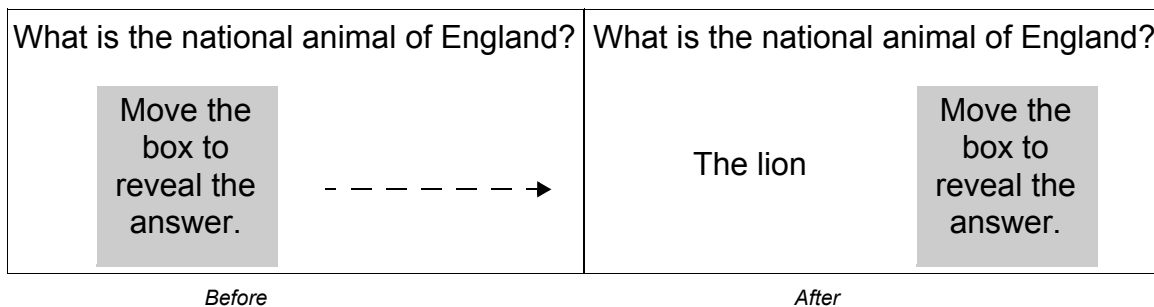 What is the national animal of England?
Move the
box to
reveal the
answer.
Before
What is the national animal of England?
The lion
Move the
box to
reveal the
answer.
After